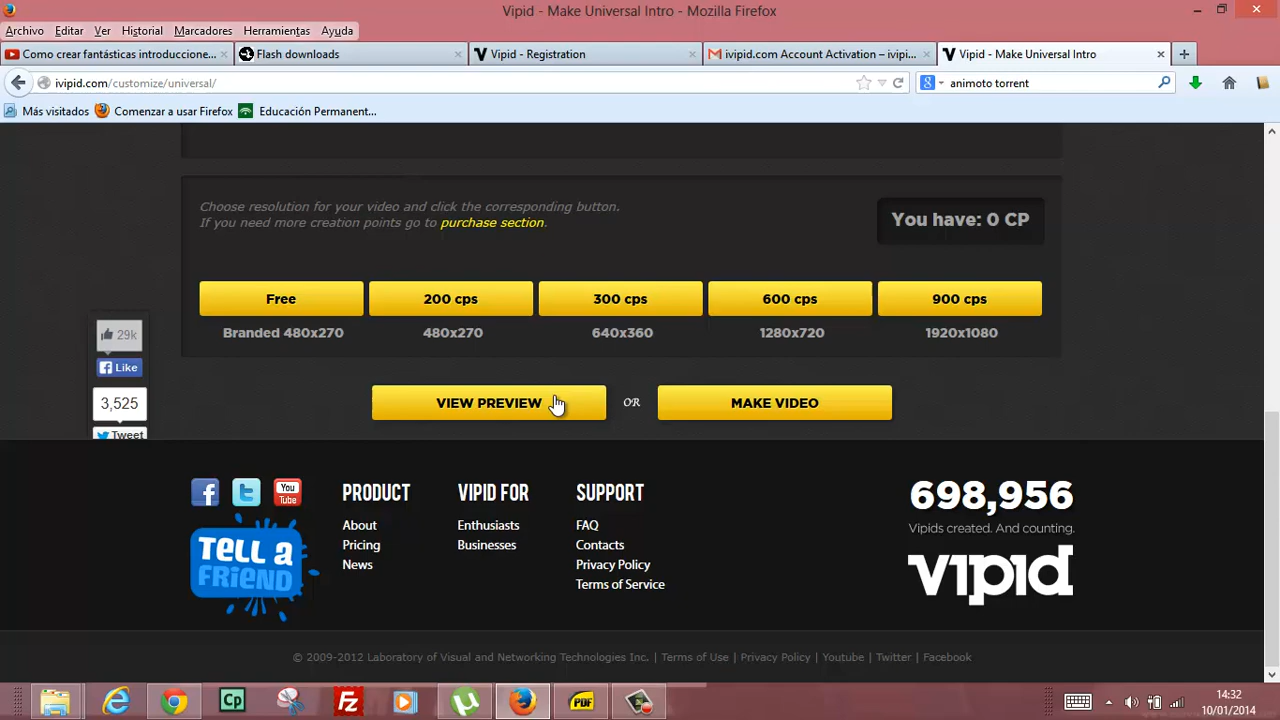 Vipid - Make Universal Intro - Mozilla Firefox
Archivo Editar Ver Historial Marcadores Herramientas Ayuda
Como crear fantásticas introduccione... Flash downloads Vipid - Registration ivipid.com Account Activation – ivipi... Vipid - Make Universal Intro
ivipid.com/customize/universal/ animoto torrent
Más visitados Comenzar a usar Firefox Educación Permanent...
Choose resolution for your video and click the corresponding button.
If you need more creation points go to purchase section.
You have: 0 CP
Free 200 cps 300 cps 600 cps 900 cps
Branded 480x270 480x270 640x360 1280x720 1920x1080
29k
Like
3,525
Tweet
VIEW PREVIEW OR MAKE VIDEO
PRODUCT
About
Pricing
News
VIPID FOR
Enthusiasts
Businesses
SUPPORT
FAQ
Contacts
Privacy Policy
Terms of Service
You Tube
TELL A
FRIEND
698,956
Vipids created. And counting.
vipid
© 2009-2012 Laboratory of Visual and Networking Technologies Inc. | Terms of Use | Privacy Policy | Youtube | Twitter | Facebook
Cp
FZ
PDF
14:32
10/01/2014